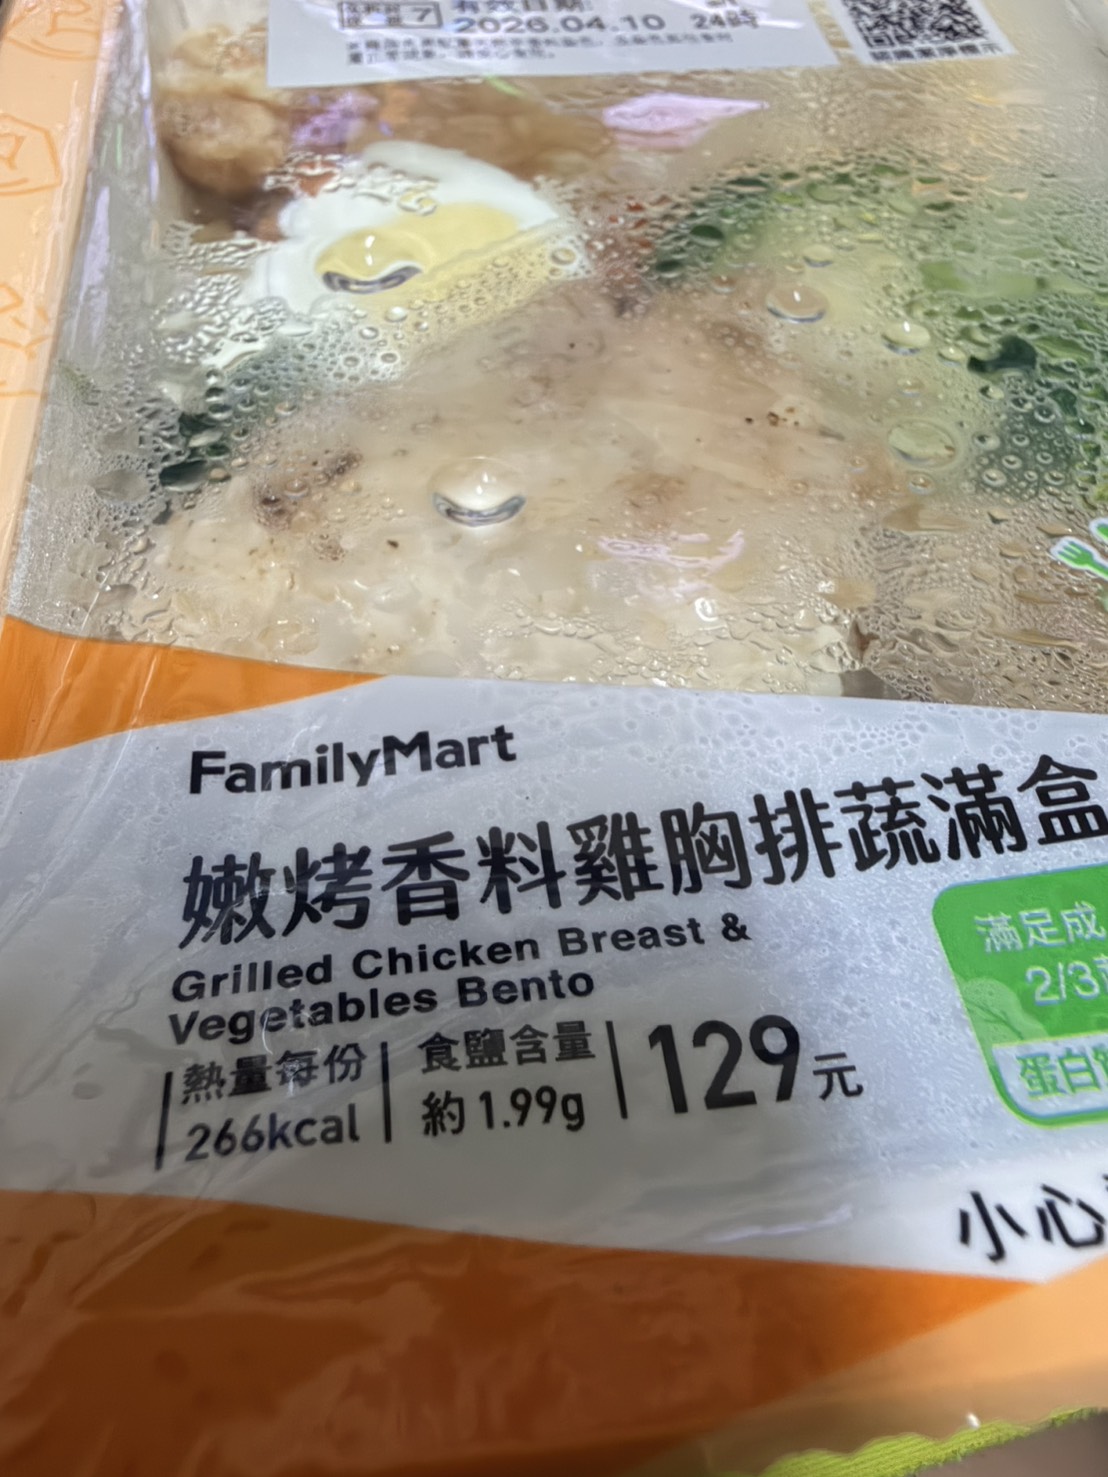 7 有效日期:
2026.04.10 24時
FamilyMart
嫩烤香料雞胸排蔬滿盒
Grilled Chicken Breast &
Vegetables Bento
熱量每份
266kcal
食鹽含量
約1.99g
129元
滿足成
2/3
蛋白
小心